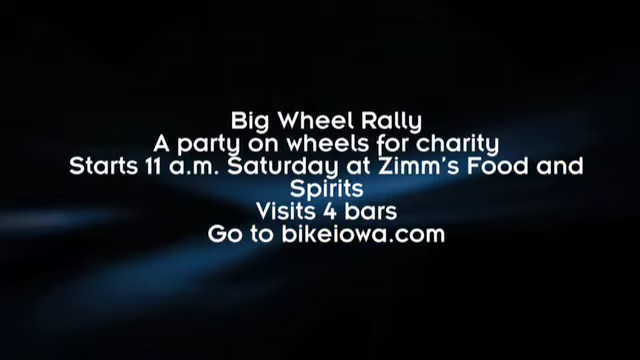 Big Wheel Rally
A party on wheels for charity
Starts 11 a.m. Saturday at Zimm's Food and
Spirits
Visits 4 bars
Go to bikeiowa.com